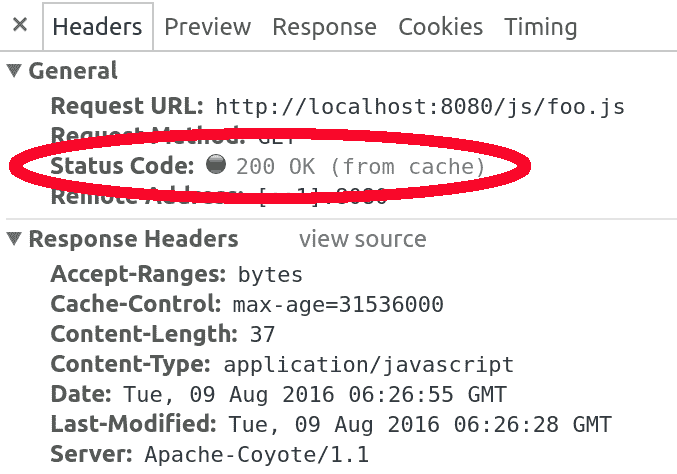 × Headers Preview Response Cookies Timing
▼ General
Request URL: http://localhost:8080/js/foo.js
Request Method: GET
Status Code: 200 OK (from cache)
Remote Address: [::1]:8080
▼ Response Headers view source
Accept-Ranges: bytes
Cache-Control: max-age=31536000
Content-Length: 37
Content-Type: application/javascript
Date: Tue, 09 Aug 2016 06:26:55 GMT
Last-Modified: Tue, 09 Aug 2016 06:26:28 GMT
Server: Apache-Coyote/1.1